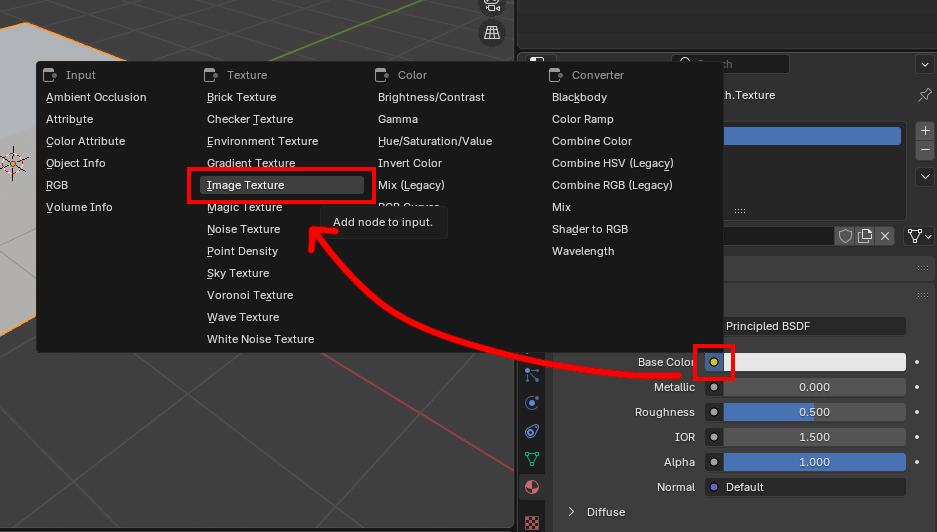 Search
Input
Ambient Occlusion
Attribute
Color Attribute
Object Info
RGB
Volume Info
Texture
Brick Texture
Checker Texture
Environment Texture
Gradient Texture
Image Texture
Magic Texture
Noise Texture
Point Density
Sky Texture
Voronoi Texture
Wave Texture
White Noise Texture
Color
Brightness/Contrast
Gamma
Hue/Saturation/Value
Invert Color
Mix (Legacy)
RGB Curves
Add node to input.
Converter
Blackbody
Color Ramp
Combine Color
Combine HSV (Legacy)
Combine RGB (Legacy)
Mix
Shader to RGB
Wavelength
h.Texture
Principled BSDF
Base Color
Metallic 0.000
Roughness 0.500
IOR 1.500
Alpha 1.000
Normal Default
Diffuse